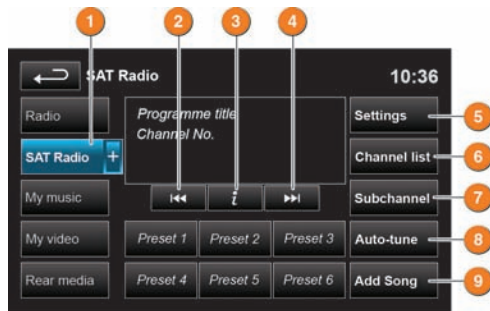 1 2 3 4
SAT Radio 10:36
Radio
Programme title
Channel No.
Settings 5
SAT Radio +
Channel list 6
My music
i
Subchannel 7
My video
Preset 1 Preset 2 Preset 3
Auto-tune 8
Rear media
Preset 4 Preset 5 Preset 6
Add Song 9